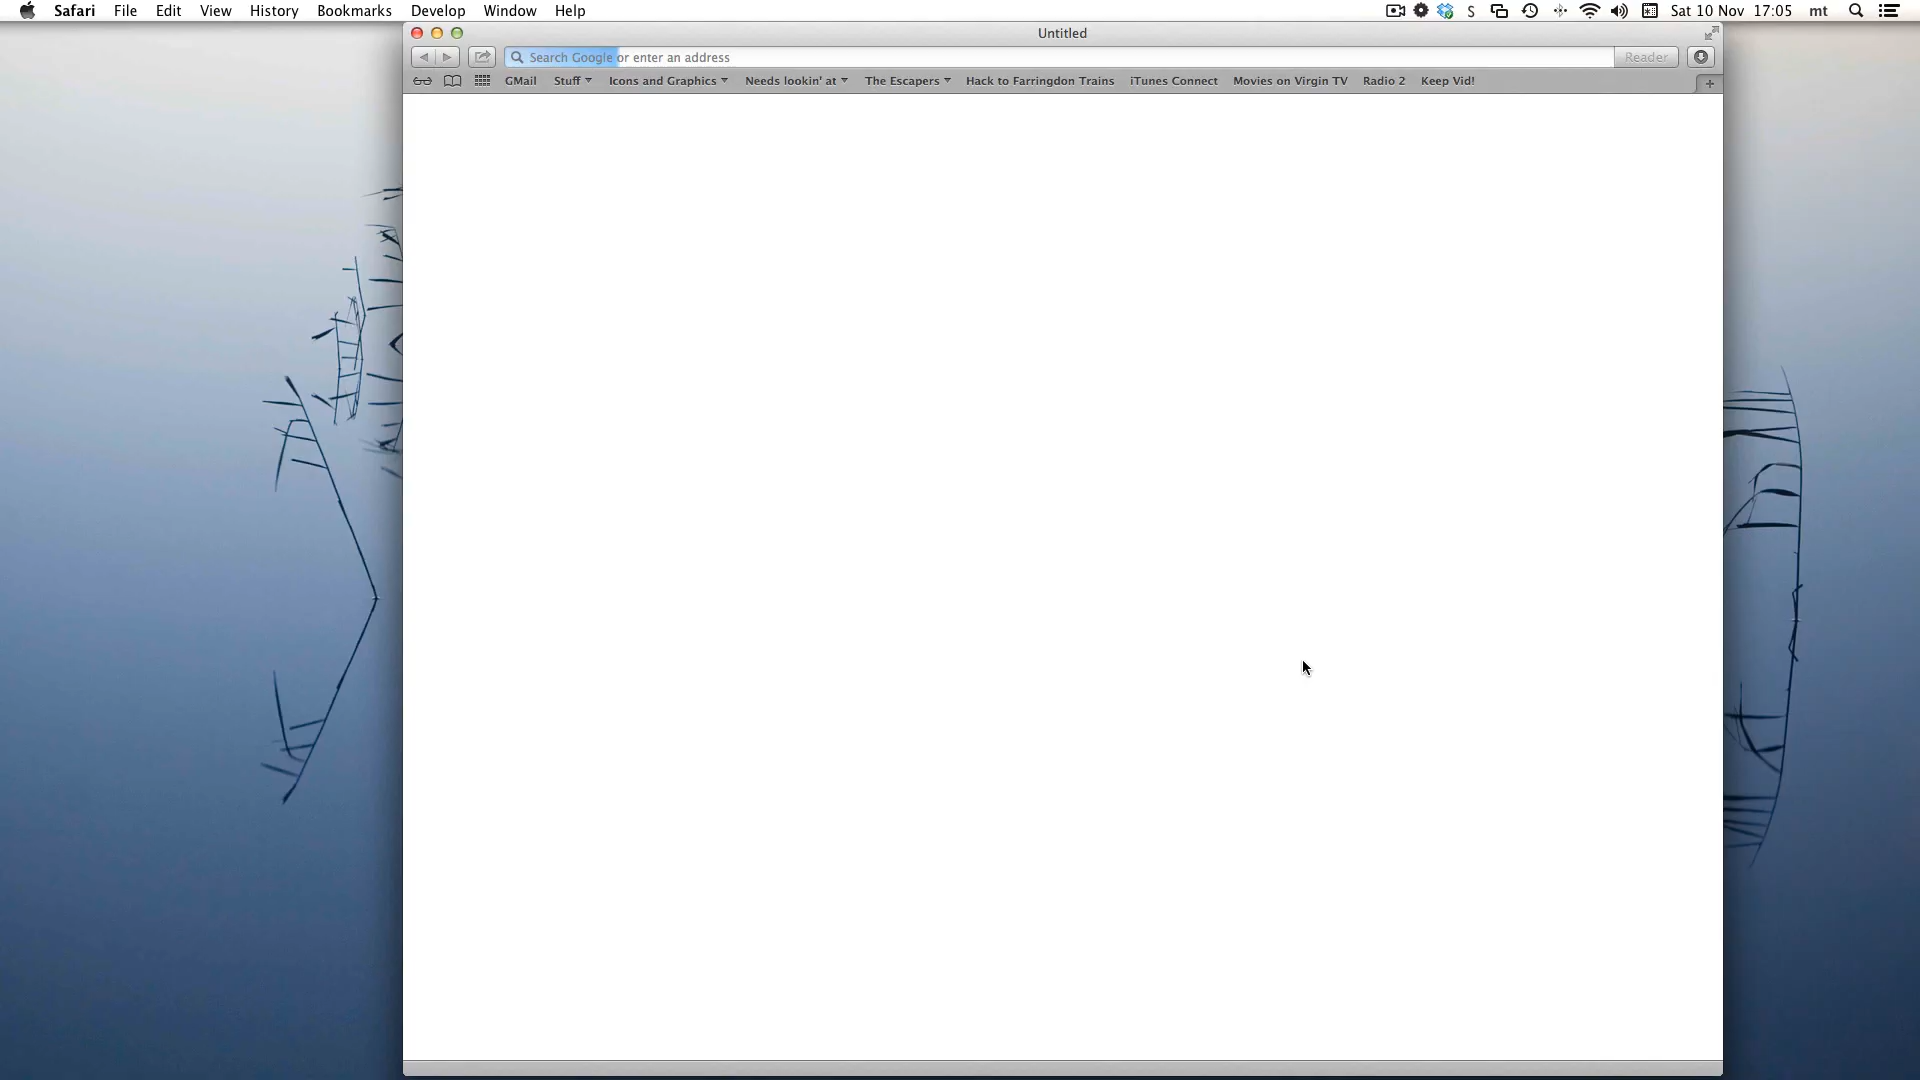 Safari File Edit View History Bookmarks Develop Window Help S Sat 10 Nov 17:05 mt
Untitled
Search Google or enter an address Reader
GMail Stuff Icons and Graphics Needs lookin' at The Escapers Hack to Farringdon Trains iTunes Connect Movies on Virgin TV Radio 2 Keep Vid!